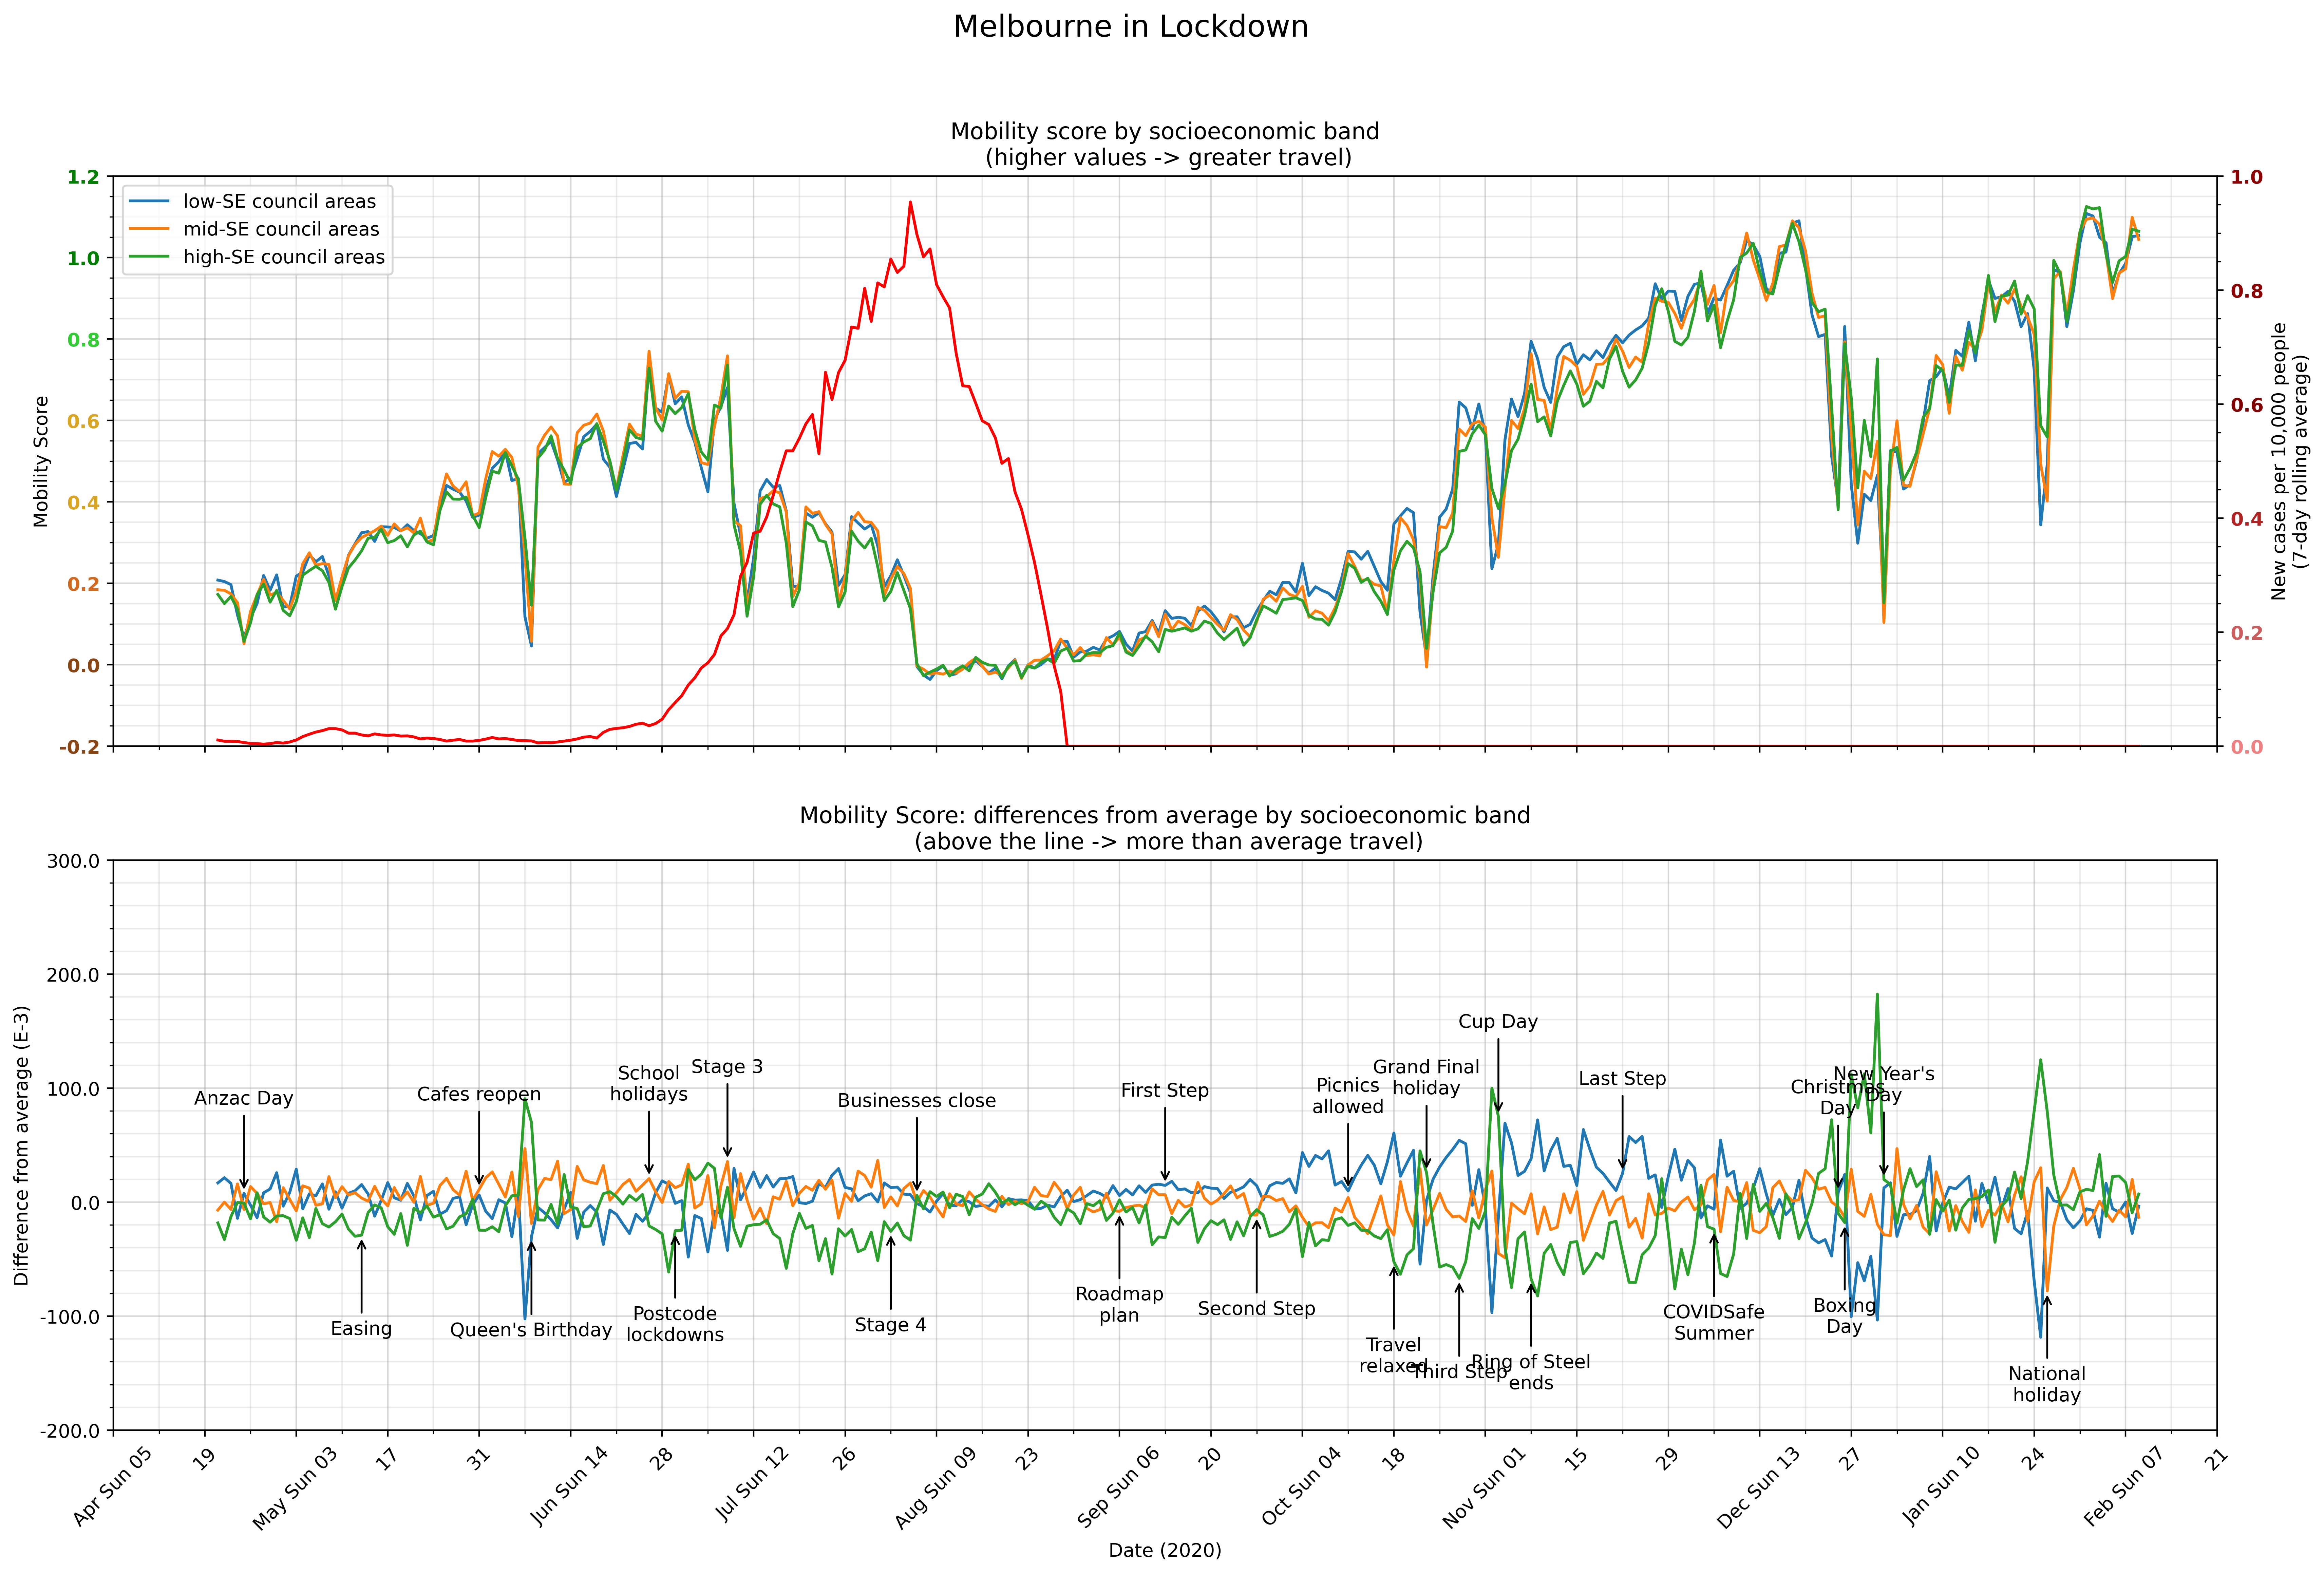 Melbourne in Lockdown
Mobility score by socioeconomic band
(higher values -> greater travel)
low-SE council areas
mid-SE council areas
high-SE council areas
Mobility Score
1.2
1.0
0.8
0.6
0.4
0.2
0.0
-0.2
1.0
0.8
0.6
0.4
0.2
0.0
New cases per 10,000 people
(7-day rolling average)
Mobility Score: differences from average by socioeconomic band
(above the line -> more than average travel)
Difference from average (E-3)
300.0
200.0
100.0
0.0
-100.0
-200.0
Anzac Day
Easing
Cafes reopen
Queen's Birthday
School
holidays
Postcode
lockdowns
Stage 3
Stage 4
Businesses close
Roadmap
plan
First Step
Second Step
Picnics
allowed
Travel
relaxed
Grand Final
holiday
Third Step
Cup Day
Ring of Steel
ends
Last Step
COVIDSafe
Summer
Christmas
Day
Boxing
Day
New Year's
Day
National
holiday
Apr Sun 05
19
May Sun 03
17
31
Jun Sun 14
28
Jul Sun 12
26
Aug Sun 09
23
Sep Sun 06
20
Oct Sun 04
18
Nov Sun 01
15
29
Dec Sun 13
27
Jan Sun 10
24
Feb Sun 07
21
Date (2020)